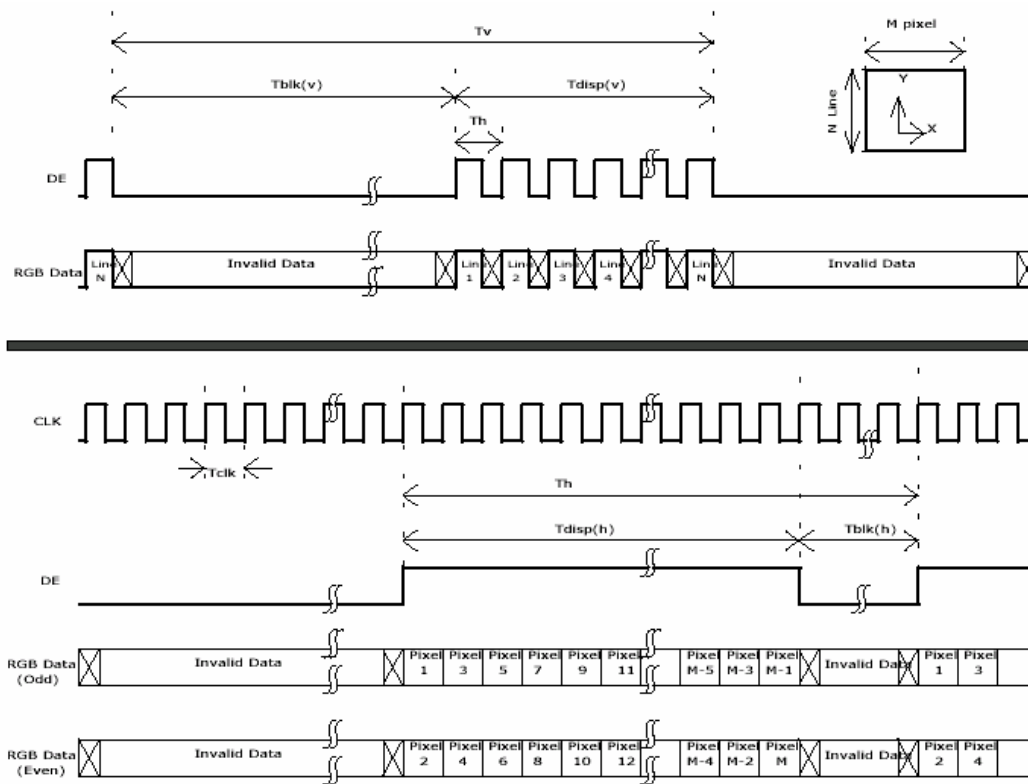 Tv
M pixel
Tblk(v)
Tdisp(v)
Y
N Line
Th
X
DE
RGB Data
Line N
Invalid Data
Line 1
Line 2
Line 3
Line 4
Line N
Invalid Data
CLK
Tclk
Th
Tdisp(h)
Tblk(h)
DE
RGB Data (Odd)
Invalid Data
Pixel 1
Pixel 3
Pixel 5
Pixel 7
Pixel 9
Pixel 11
Pixel M-5
Pixel M-3
Pixel M-1
Invalid Data
Pixel 1
Pixel 3
RGB Data (Even)
Invalid Data
Pixel 2
Pixel 4
Pixel 6
Pixel 8
Pixel 10
Pixel 12
Pixel M-4
Pixel M-2
Pixel M
Invalid Data
Pixel 2
Pixel 4